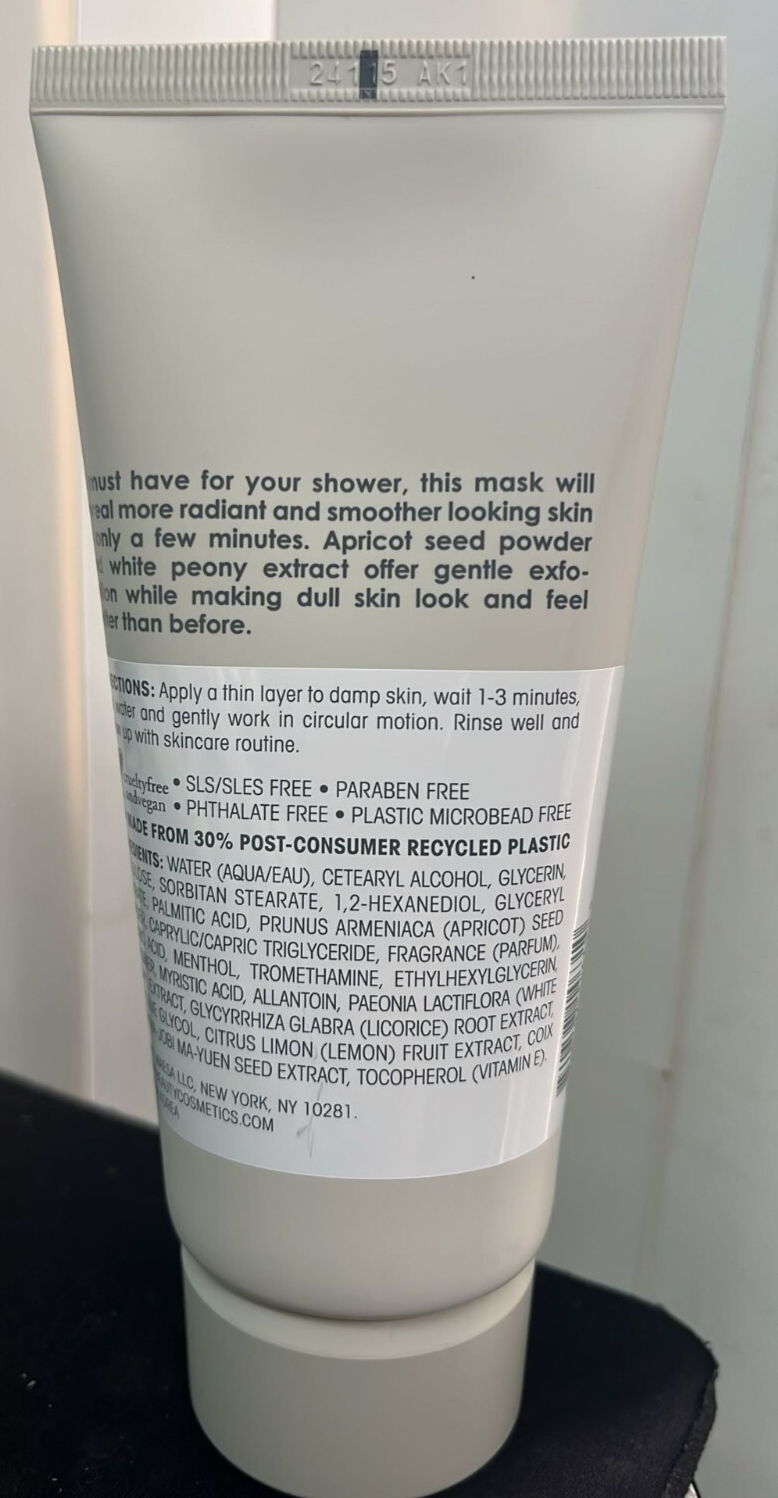 24115 AK1
must have for your shower, this mask will
eal more radiant and smoother looking skin
only a few minutes. Apricot seed powder
white peony extract offer gentle exfo-
on while making dull skin look and feel
er than before.
CTIONS: Apply a thin layer to damp skin, wait 1-3 minutes,
water and gently work in circular motion. Rinse well and
up with skincare routine.
crueltyfree • SLS/SLES FREE • PARABEN FREE
andvegan • PHTHALATE FREE • PLASTIC MICROBEAD FREE
MADE FROM 30% POST-CONSUMER RECYCLED PLASTIC
EDIENTS: WATER (AQUA/EAU), CETEARYL ALCOHOL, GLYCERIN,
OSE, SORBITAN STEARATE, 1,2-HEXANEDIOL, GLYCERYL
PALMITIC ACID, PRUNUS ARMENIACA (APRICOT) SEED
CAPRYLIC/CAPRIC TRIGLYCERIDE, FRAGRANCE (PARFUM),
ACID, MENTHOL, TROMETHAMINE, ETHYLHEXYLGLYCERIN,
MYRISTIC ACID, ALLANTOIN, PAEONIA LACTIFLORA (WHITE
EXTRACT, GLYCYRRHIZA GLABRA (LICORICE) ROOT EXTRACT,
GLYCOL, CITRUS LIMON (LEMON) FRUIT EXTRACT, COIX
JOBI MA-YUEN SEED EXTRACT, TOCOPHEROL (VITAMIN E).
MAESA LLC, NEW YORK, NY 10281.
EAUTYCOSMETICS.COM
OREA